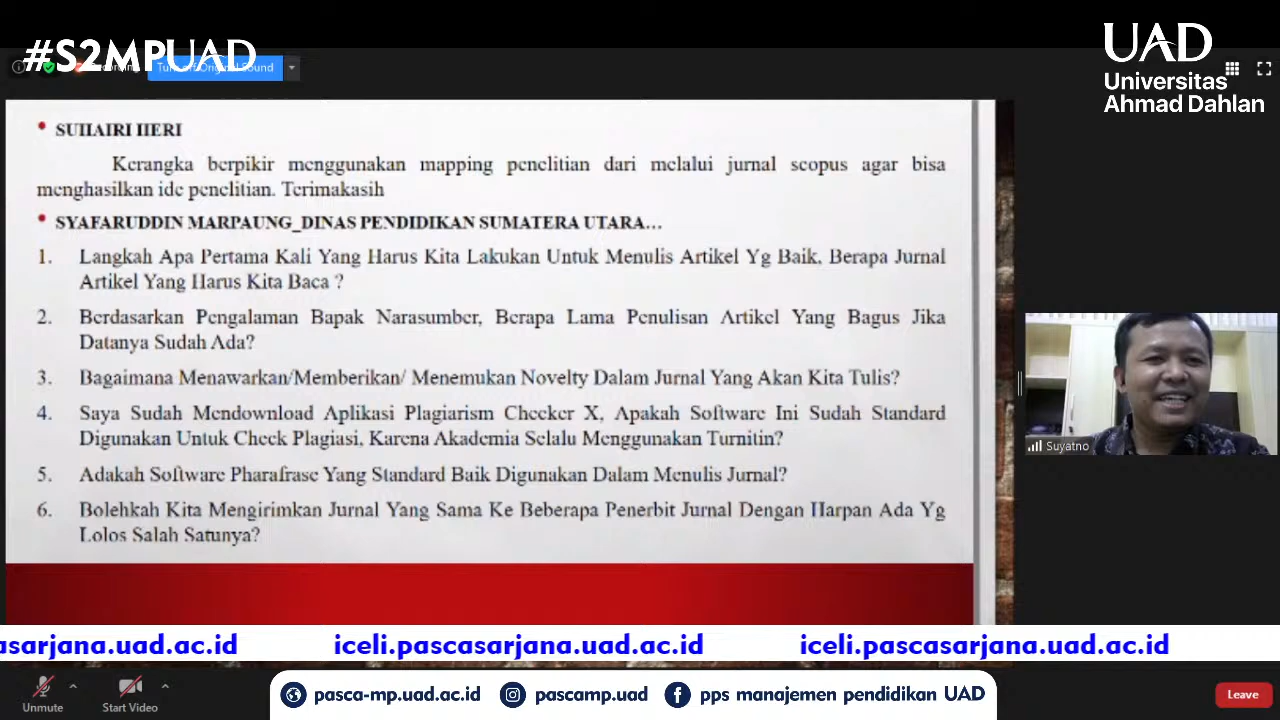 #S2MPUAD
UAD
Universitas
Ahmad Dahlan
Turn off Original Sound
• SUHAIRI HERI
Kerangka berpikir menggunakan mapping penelitian dari melalui jurnal scopus agar bisa
menghasilkan ide penelitian. Terimakasih
• SYAFARUDDIN MARPAUNG_DINAS PENDIDIKAN SUMATERA UTARA…
1. Langkah Apa Pertama Kali Yang Harus Kita Lakukan Untuk Menulis Artikel Yg Baik, Berapa Jurnal
Artikel Yang Harus Kita Baca ?
2. Berdasarkan Pengalaman Bapak Narasumber, Berapa Lama Penulisan Artikel Yang Bagus Jika
Datanya Sudah Ada?
3. Bagaimana Menawarkan/Memberikan/ Menemukan Novelty Dalam Jurnal Yang Akan Kita Tulis?
4. Saya Sudah Mendownload Aplikasi Plagiarism Checker X, Apakah Software Ini Sudah Standard
Digunakan Untuk Check Plagiasi, Karena Akademia Selalu Menggunakan Turnitin?
5. Adakah Software Pharafrase Yang Standard Baik Digunakan Dalam Menulis Jurnal?
6. Bolehkah Kita Mengirimkan Jurnal Yang Sama Ke Beberapa Penerbit Jurnal Dengan Harpan Ada Yg
Lolos Salah Satunya?
Suyatno
asarjana.uad.ac.id iceli.pascasarjana.uad.ac.id iceli.pascasarjana.uad.ac.id
Unmute Start Video Leave
pasca-mp.uad.ac.id pascamp.uad pps manajemen pendidikan UAD